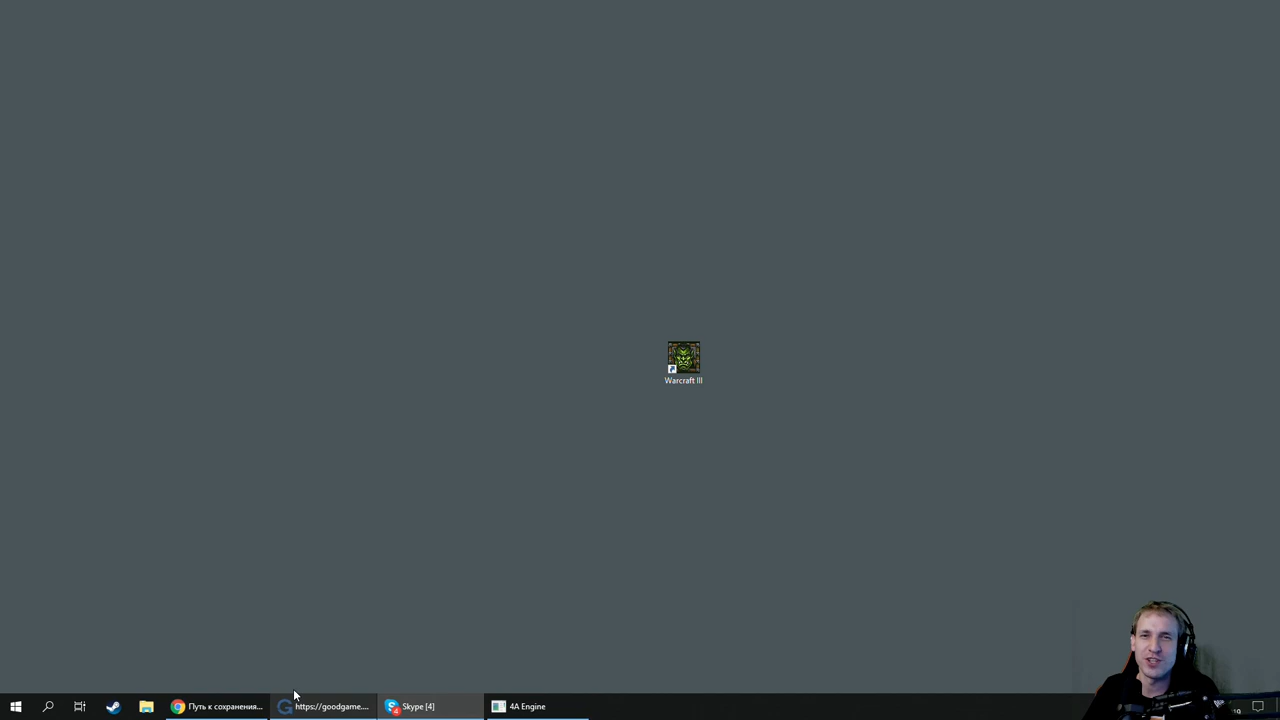 Warcraft III
Путь к сохранения...
https://goodgame....
Skype [4]
4A Engine